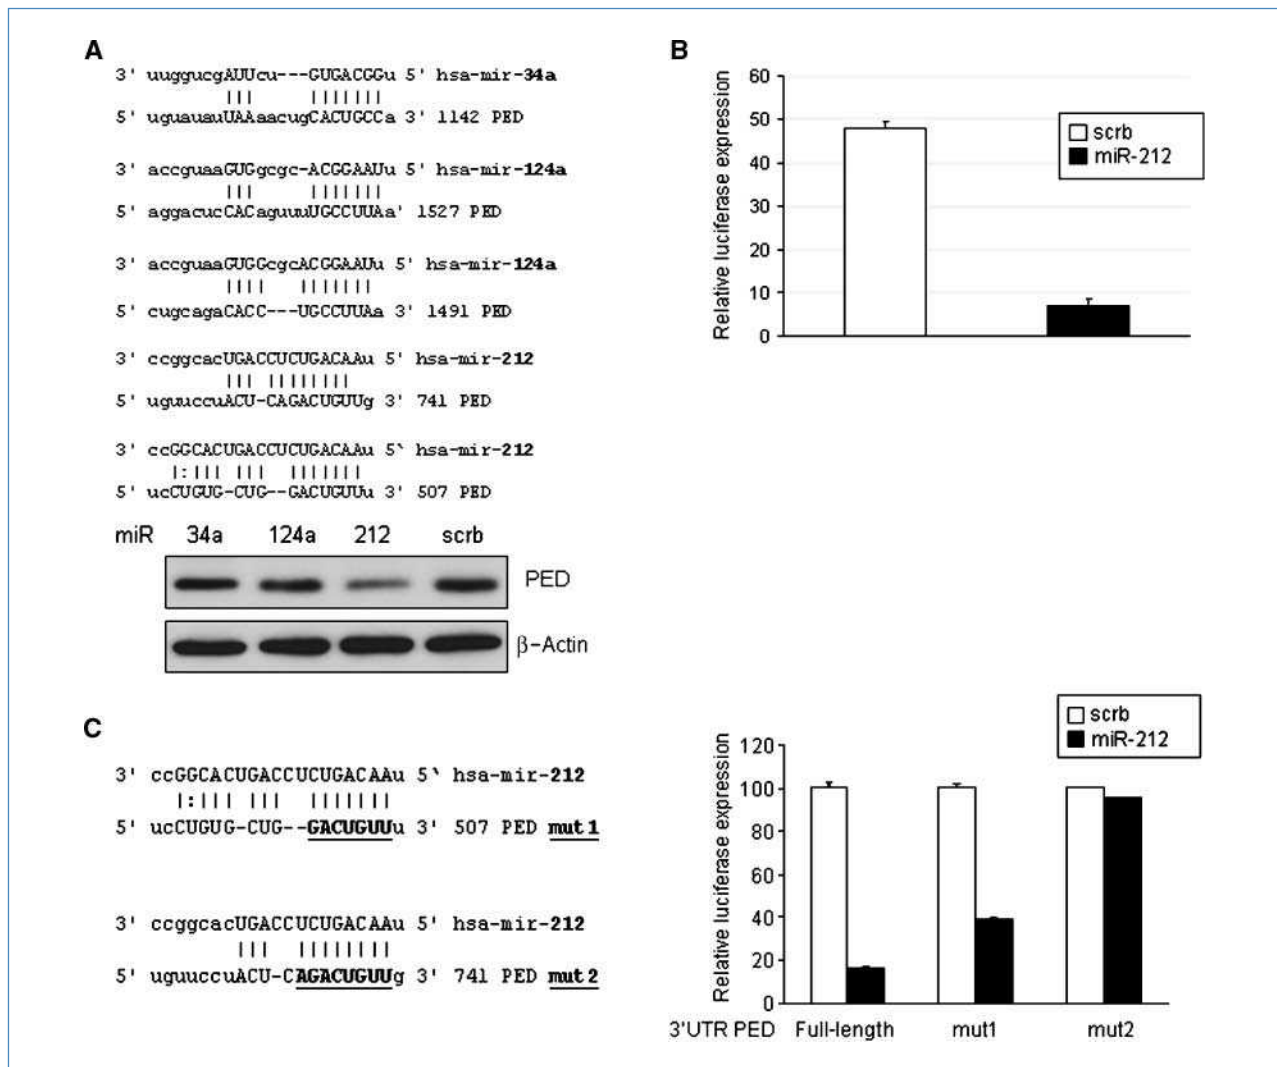 A
3' uuggucgAUUcu---GUGACGGu 5' hsa-mir-34a
||| |||||||
5' uguauauUAAaacugCACUGCCa 3' 1142 PED
3' accguaaGUGgcgc-ACGGAAUu 5' hsa-mir-124a
||| |||||||
5' aggacucCACaguuuUGCCUUAa' 1527 PED
3' accguaaGUGGcgcACGGAAUu 5' hsa-mir-124a
|||| |||||||
5' cugcagaCACC---UGCCUUAa 3' 1491 PED
3' ccggcacUGACCUCUGACAAu 5' hsa-mir-212
||| ||||||||
5' uguuccuACU-CAGACUGUUg 3' 741 PED
3' ccGGCACUGACCUCUGACAAu 5` hsa-mir-212
|:||| ||| |||||||
5' ucCUGUG-CUG--GACUGUUu 3' 507 PED
miR 34a 124a 212 scrb
PED
β-Actin
B
Relative luciferase expression
60
50
40
30
20
10
0
scrb
miR-212
C
3' ccGGCACUGACCUCUGACAAu 5` hsa-mir-212
|:||| ||| |||||||
5' ucCUGUG-CUG--GACUGUUu 3' 507 PED mut1
3' ccggcacUGACCUCUGACAAu 5' hsa-mir-212
||| ||||||||
5' uguuccuACU-CAGACUGUUg 3' 741 PED mut2
scrb
miR-212
Relative luciferase expression
120
100
80
60
40
20
0
3'UTR PED Full-length mut1 mut2